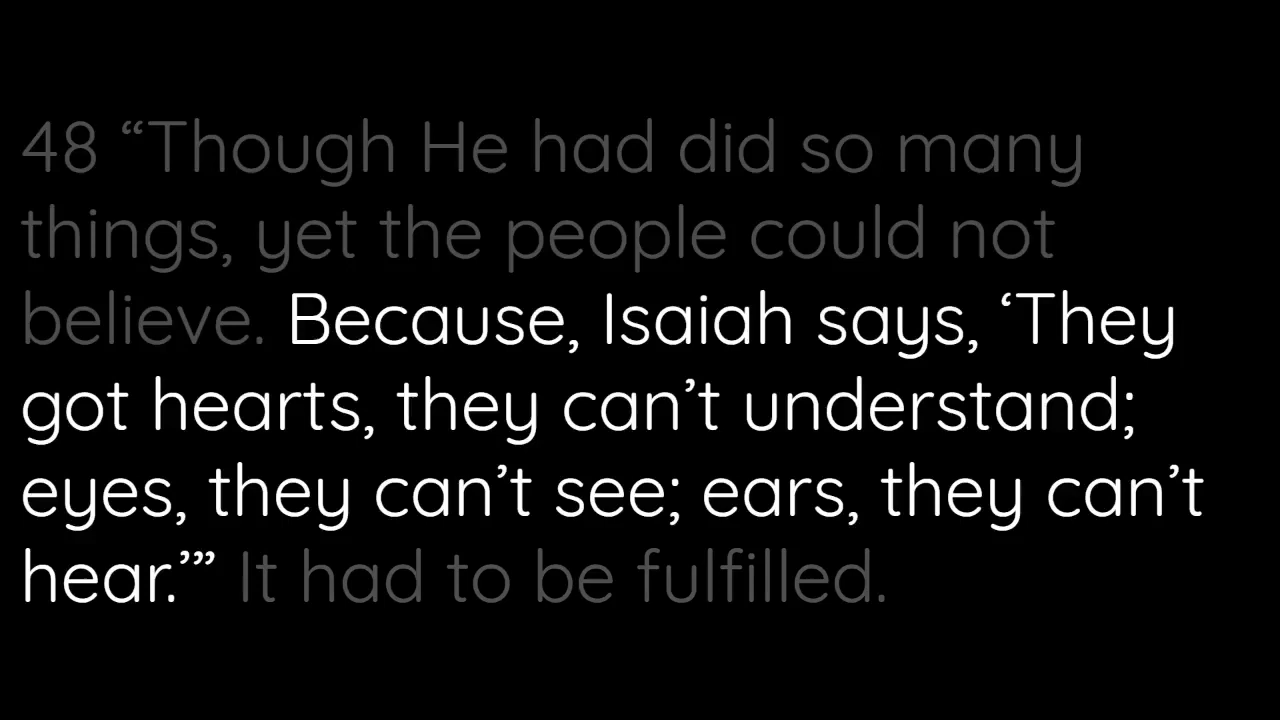 48 “Though He had did so many
things, yet the people could not
believe. Because, Isaiah says, ‘They
got hearts, they can’t understand;
eyes, they can’t see; ears, they can’t
hear.’” It had to be fulfilled.